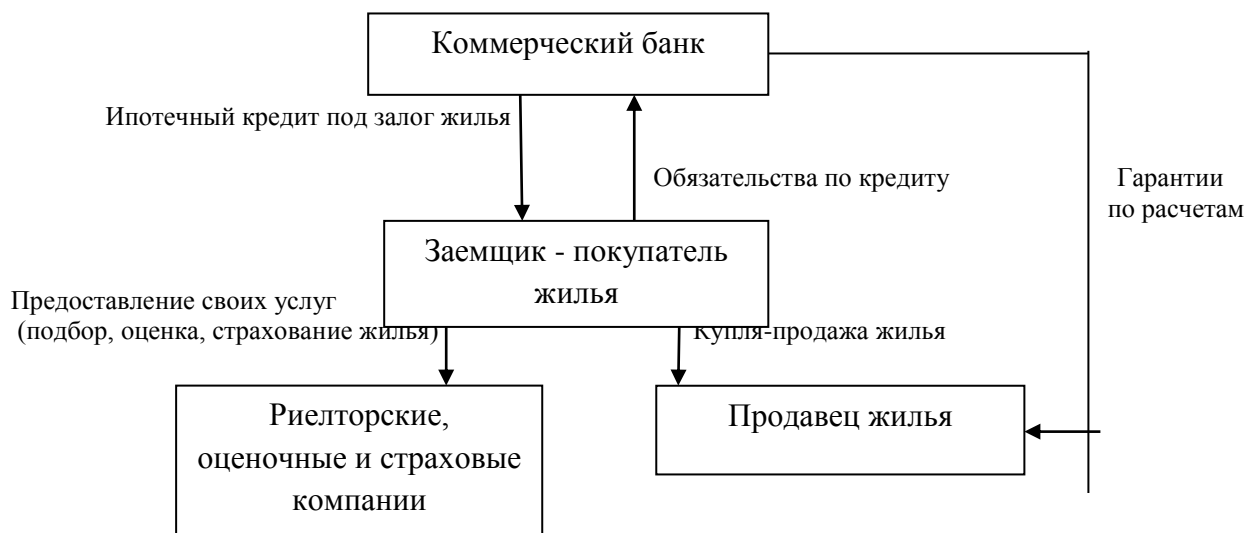 Коммерческий банк
Ипотечный кредит под залог жилья
Обязательства по кредиту
Гарантии
по расчетам
Заемщик - покупатель
жилья
Предоставление своих услуг
(подбор, оценка, страхование жилья)
Купля-продажа жилья
Риелторские,
оценочные и страховые
компании
Продавец жилья